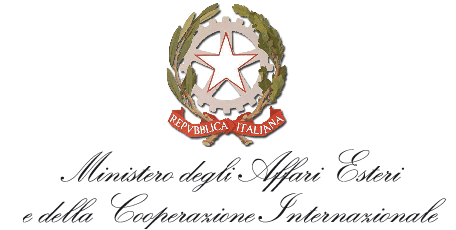 REPVBBLICA ITALIANA
Ministero degli Affari Esteri
e della Cooperazione Internazionale